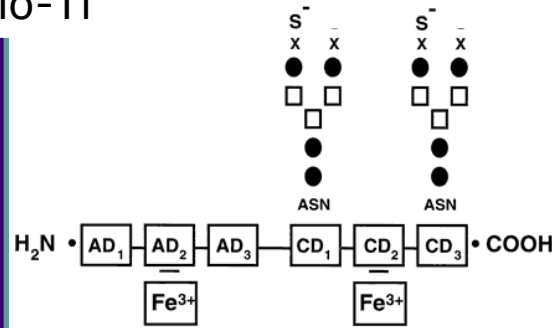 S⁻ ⁻ S⁻ ⁻
x x x x
ASN ASN
H₂N • AD₁ AD₂ AD₃ CD₁ CD₂ CD₃ • COOH
Fe³⁺ Fe³⁺